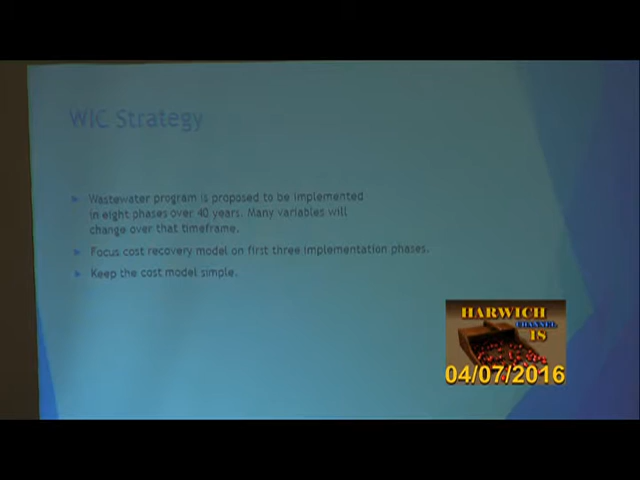 WIC Strategy
Wastewater program is proposed to be implemented
in eight phases over 40 years. Many variables will
change over that timeframe.
Focus cost recovery model on first three implementation phases.
Keep the cost model simple.
HARWICH
CHANNEL
18
04/07/2016